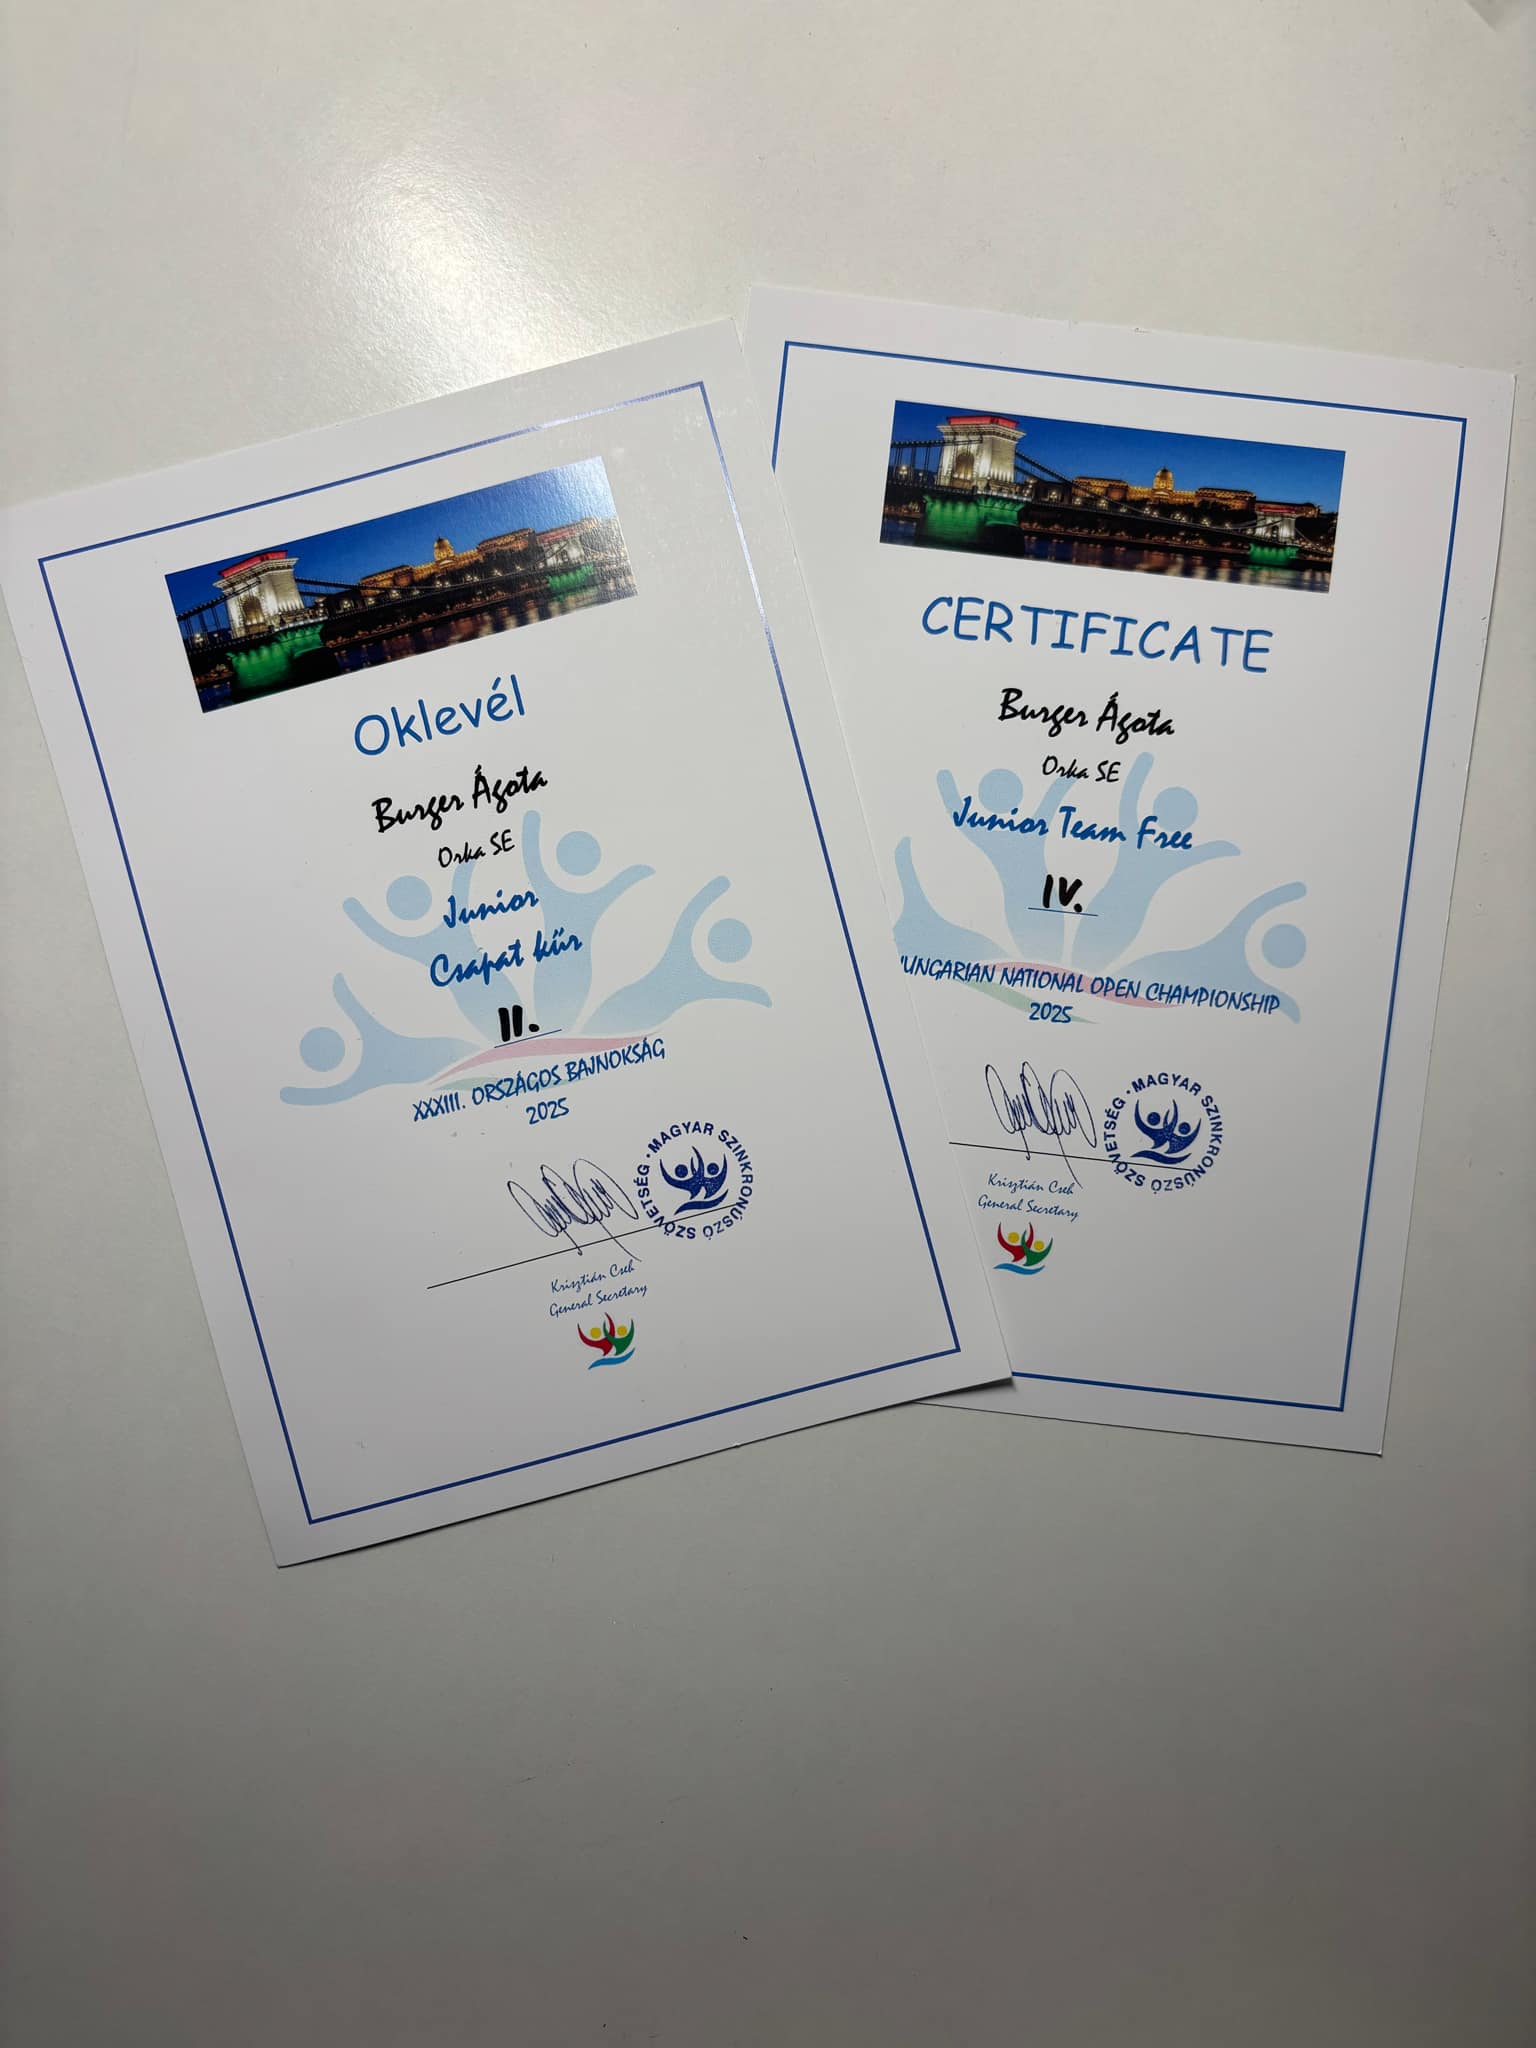 Oklevél
Burger Ágota
Orka SE
Junior
Csapat kűr
II.
XXXIII. ORSZÁGOS BAJNOKSÁG
2025
MAGYAR SZINKRONÚSZÓ SZÖVETSÉG ·
Krisztián Cseh
General Secretary
CERTIFICATE
Burger Ágota
Orka SE
Junior Team Free
IV.
UNGARIAN NATIONAL OPEN CHAMPIONSHIP
2025
MAGYAR SZINKRONÚSZÓ SZÖVETSÉG ·
Krisztián Cseh
General Secretary